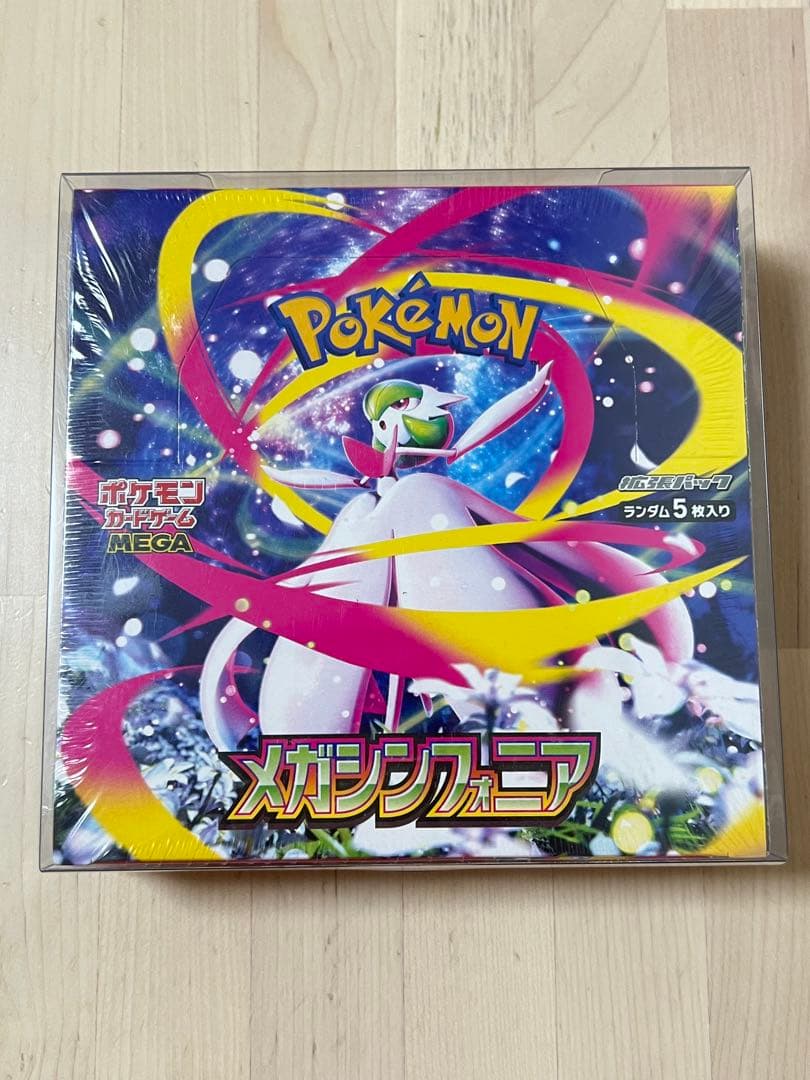 POKéMON
ポケモン
カードゲーム
MEGA
拡張パック
ランダム5枚入り
メガシンフォニア